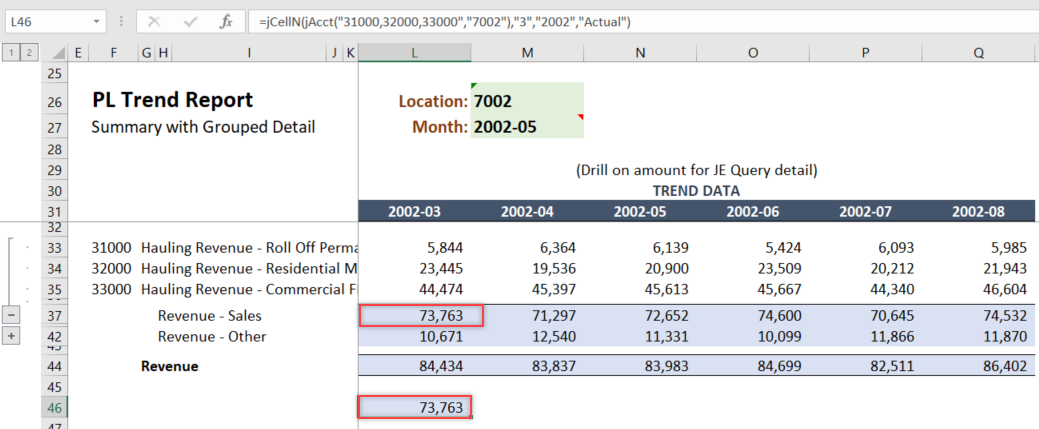 L46 fx =jCellN(jAcct("31000,32000,33000","7002"),"3","2002","Actual")
1 2 E F G H I J K L M N O P Q
25
26 PL Trend Report Location: 7002
27 Summary with Grouped Detail Month: 2002-05
28
29 (Drill on amount for JE Query detail)
30 TREND DATA
31 2002-03 2002-04 2002-05 2002-06 2002-07 2002-08
32
33 31000 Hauling Revenue - Roll Off Perma 5,844 6,364 6,139 5,424 6,093 5,985
34 32000 Hauling Revenue - Residential M 23,445 19,536 20,900 23,509 20,212 21,943
35 33000 Hauling Revenue - Commercial F 44,474 45,397 45,613 45,667 44,340 46,604
37 Revenue - Sales 73,763 71,297 72,652 74,600 70,645 74,532
42 Revenue - Other 10,671 12,540 11,331 10,099 11,866 11,870
44 Revenue 84,434 83,837 83,983 84,699 82,511 86,402
45
46 73,763
47